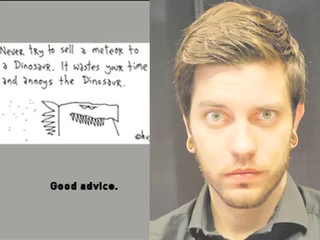 Never try to sell a meteor to
a Dinosaur. It wastes your time
and annoys the Dinosaur.
Good advice.